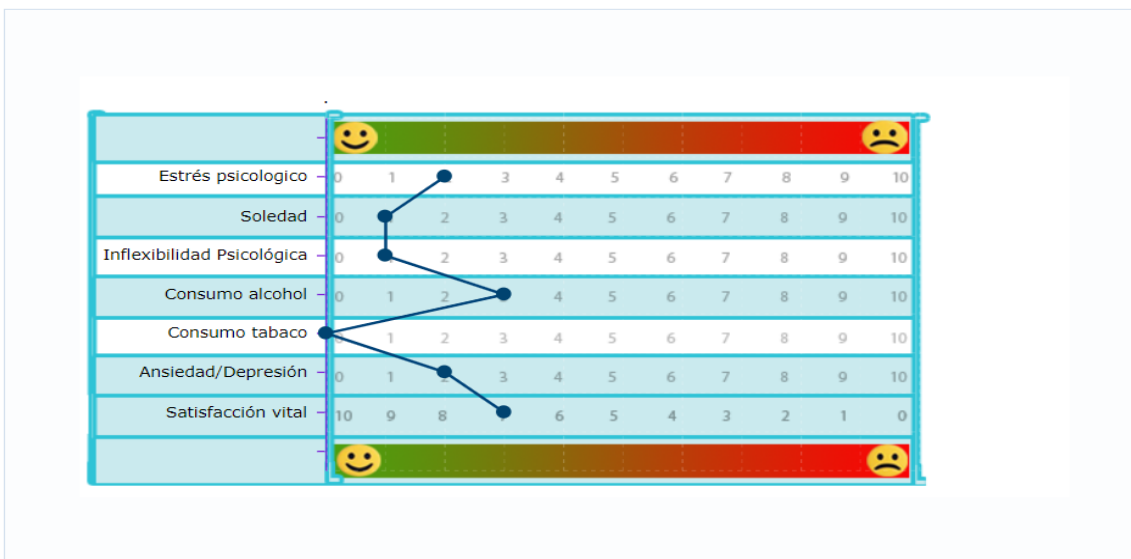 Estrés psicologico 0 1 3 4 5 6 7 8 9 10
Soledad 0 2 3 4 5 6 7 8 9 10
Inflexibilidad Psicológica 0 2 3 4 5 6 7 8 9 10
Consumo alcohol 0 1 2 4 5 6 7 8 9 10
Consumo tabaco 0 1 2 3 4 5 6 7 8 9 10
Ansiedad/Depresión 0 1 3 4 5 6 7 8 9 10
Satisfacción vital 10 9 8 6 5 4 3 2 1 0